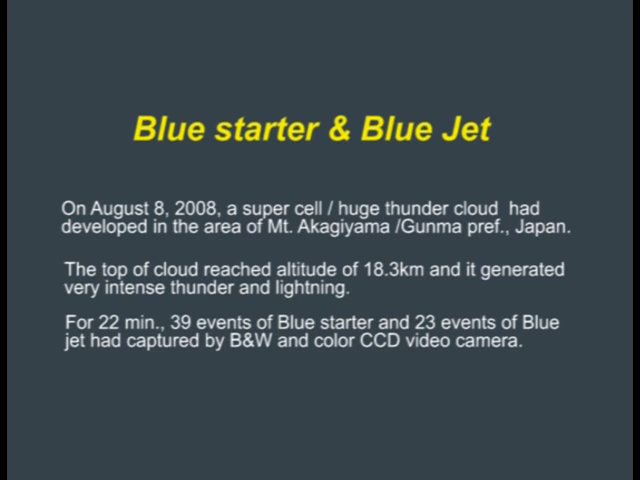 Blue starter & Blue Jet
On August 8, 2008, a super cell / huge thunder cloud had
developed in the area of Mt. Akagiyama /Gunma pref., Japan.
The top of cloud reached altitude of 18.3km and it generated
very intense thunder and lightning.
For 22 min., 39 events of Blue starter and 23 events of Blue
jet had captured by B&W and color CCD video camera.